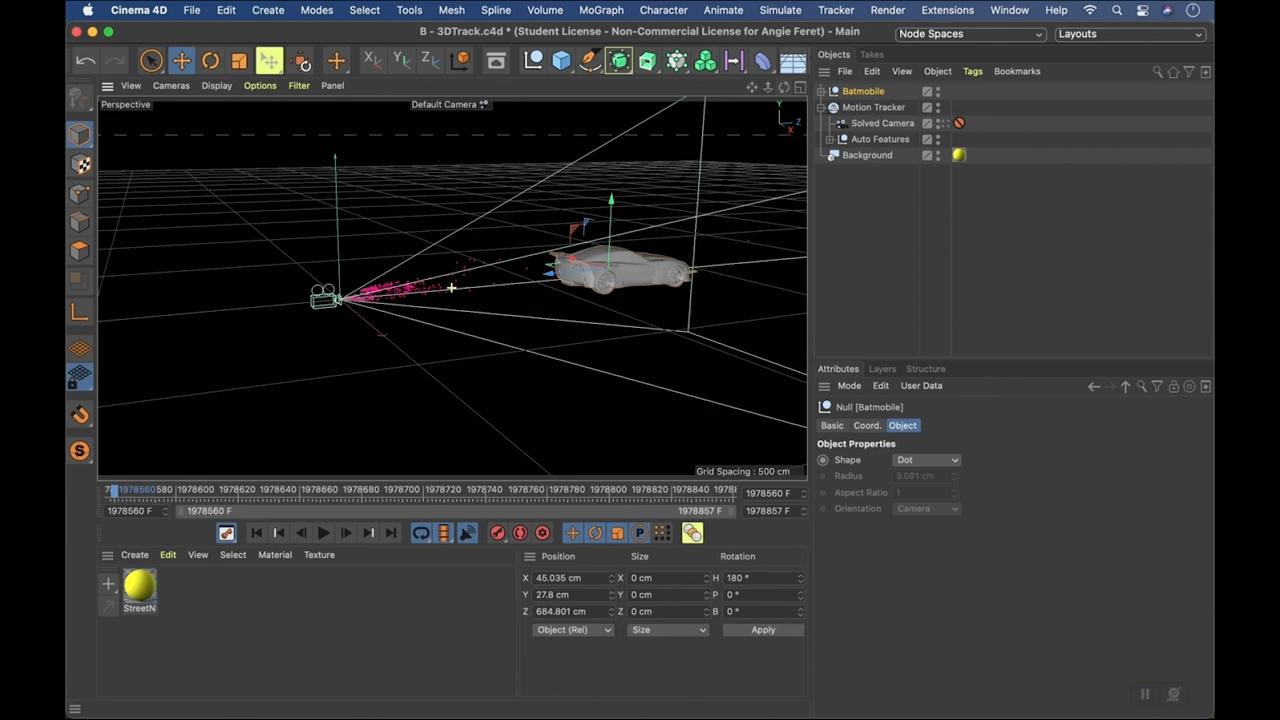 Cinema 4D File Edit Create Modes Select Tools Mesh Spline Volume MoGraph Character Animate Simulate Tracker Render Extensions Window Help
B - 3DTrack.c4d * (Student License - Non-Commercial License for Angie Feret) - Main
Node Spaces Layouts
Objects Takes
File Edit View Object Tags Bookmarks
View Cameras Display Options Filter Panel
Perspective Default Camera
Y Z X
Batmobile
Motion Tracker
Solved Camera
Auto Features
Background
Grid Spacing : 500 cm
Attributes Layers Structure
Mode Edit User Data
Null [Batmobile]
Basic Coord. Object
Object Properties
Shape Dot
Radius 3.081 cm
Aspect Ratio 1
Orientation Camera
1978560 580 1978600 1978620 1978640 1978660 1978680 1978700 1978720 1978740 1978760 1978780 1978800 1978820 1978840 1978560 F
1978560 F 1978560 F 1978857 F 1978857 F
Create Edit View Select Material Texture
StreetN
Position Size Rotation
X 45.035 cm X 0 cm H 180 °
Y 27.8 cm Y 0 cm P 0 °
Z 684.801 cm Z 0 cm B 0 °
Object (Rel) Size Apply